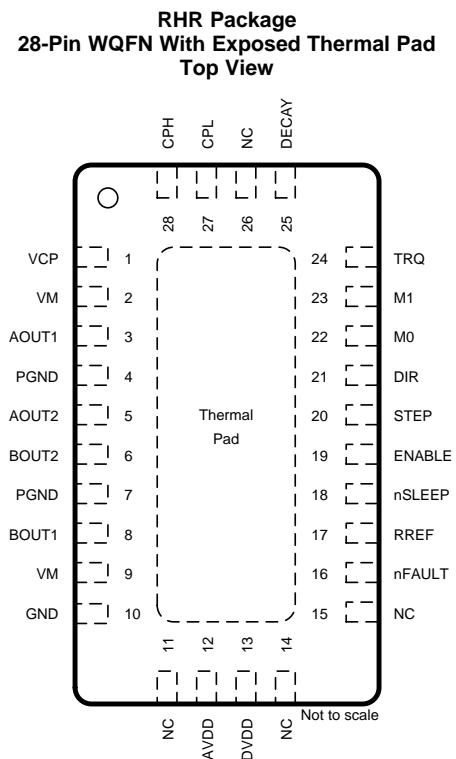 RHR Package
28-Pin WQFN With Exposed Thermal Pad
Top View
CPH
CPL
NC
DECAY
28
27
26
25
VCP 1
VM 2
AOUT1 3
PGND 4
AOUT2 5
BOUT2 6
PGND 7
BOUT1 8
VM 9
GND 10
Thermal
Pad
24 TRQ
23 M1
22 M0
21 DIR
20 STEP
19 ENABLE
18 nSLEEP
17 RREF
16 nFAULT
15 NC
11
12
13
14
NC
AVDD
DVDD
NC
Not to scale